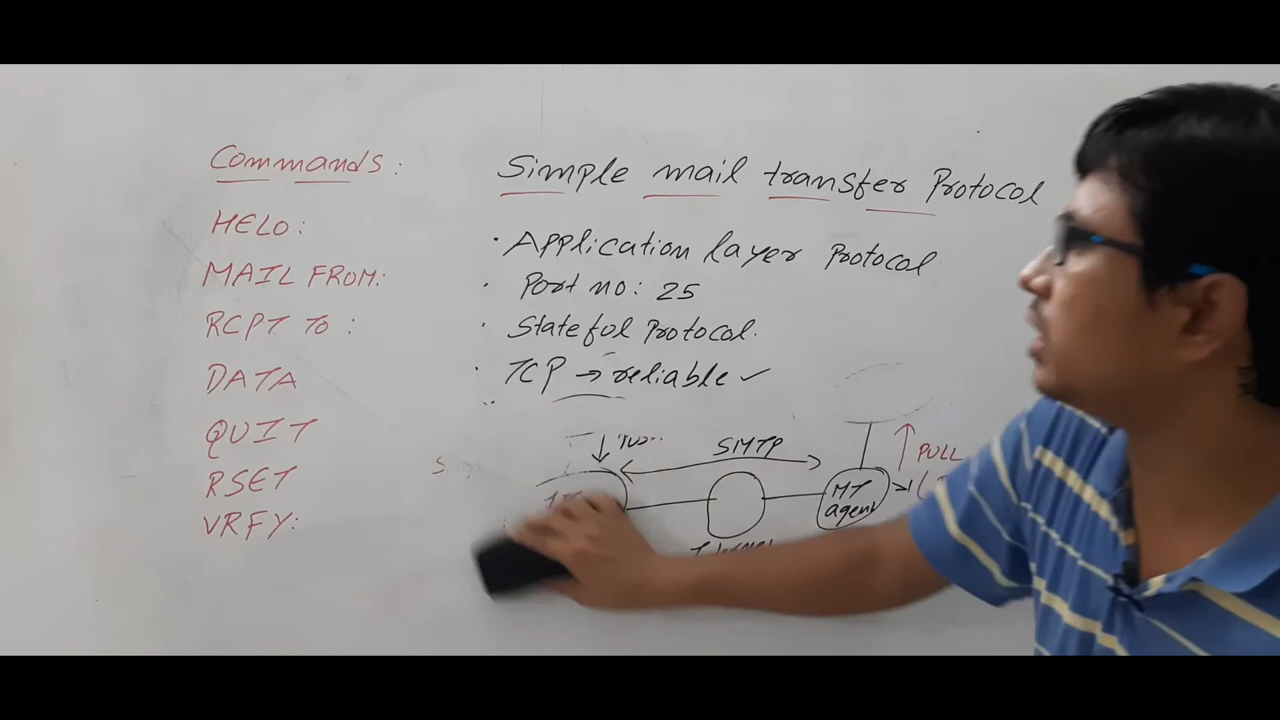 Commands:
HELO:
MAIL FROM:
RCPT TO :
DATA
QUIT
RSET
VRFY:
Simple mail transfer Protocol
· Application layer Protocol
· Port no: 25
· Stateful Protocol.
· TCP → reliable ✓
SMTP
PULL
MT
agent